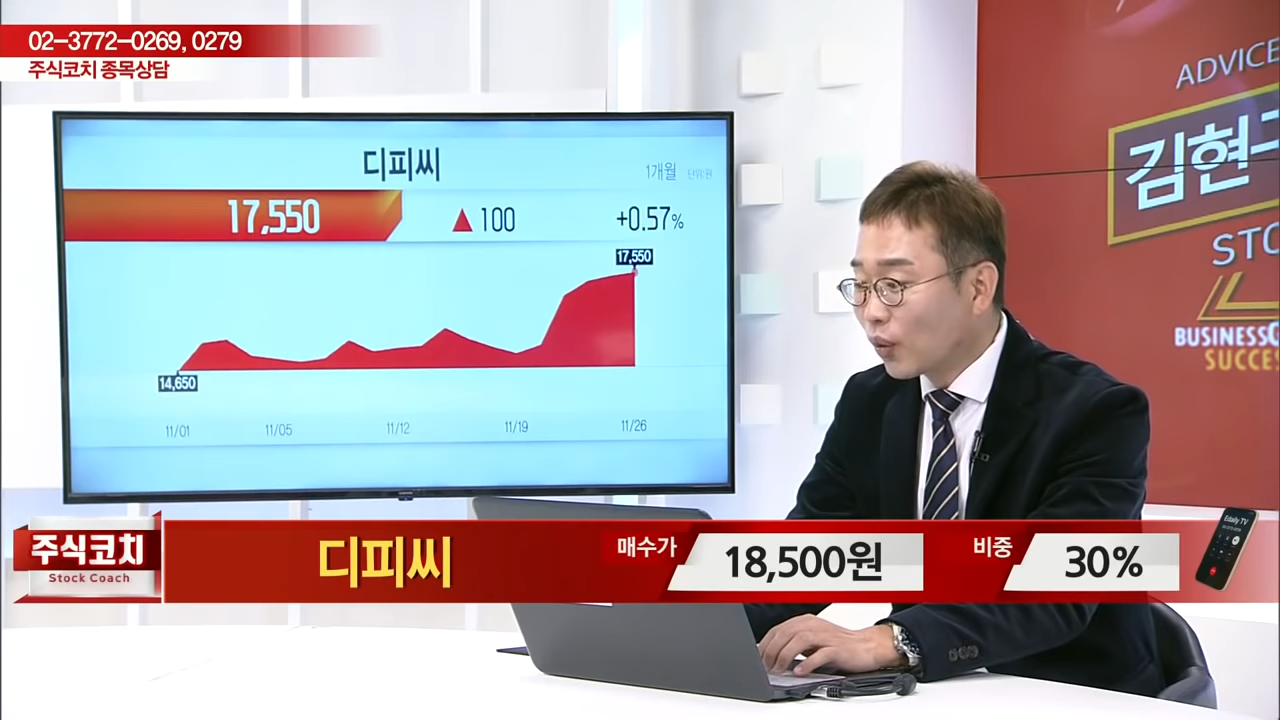 02-3772-0269, 0279
주식코치 종목상담
디피씨
1개월 단위:원
17,550 ▲ 100 +0.57%
17,550
14,650
11/01 11/05 11/12 11/19 11/26
ADVICE
김현구
STO
BUSINESS
SUCCES
주식코치
Stock Coach
디피씨 매수가 18,500원 비중 30%
Edaily TV